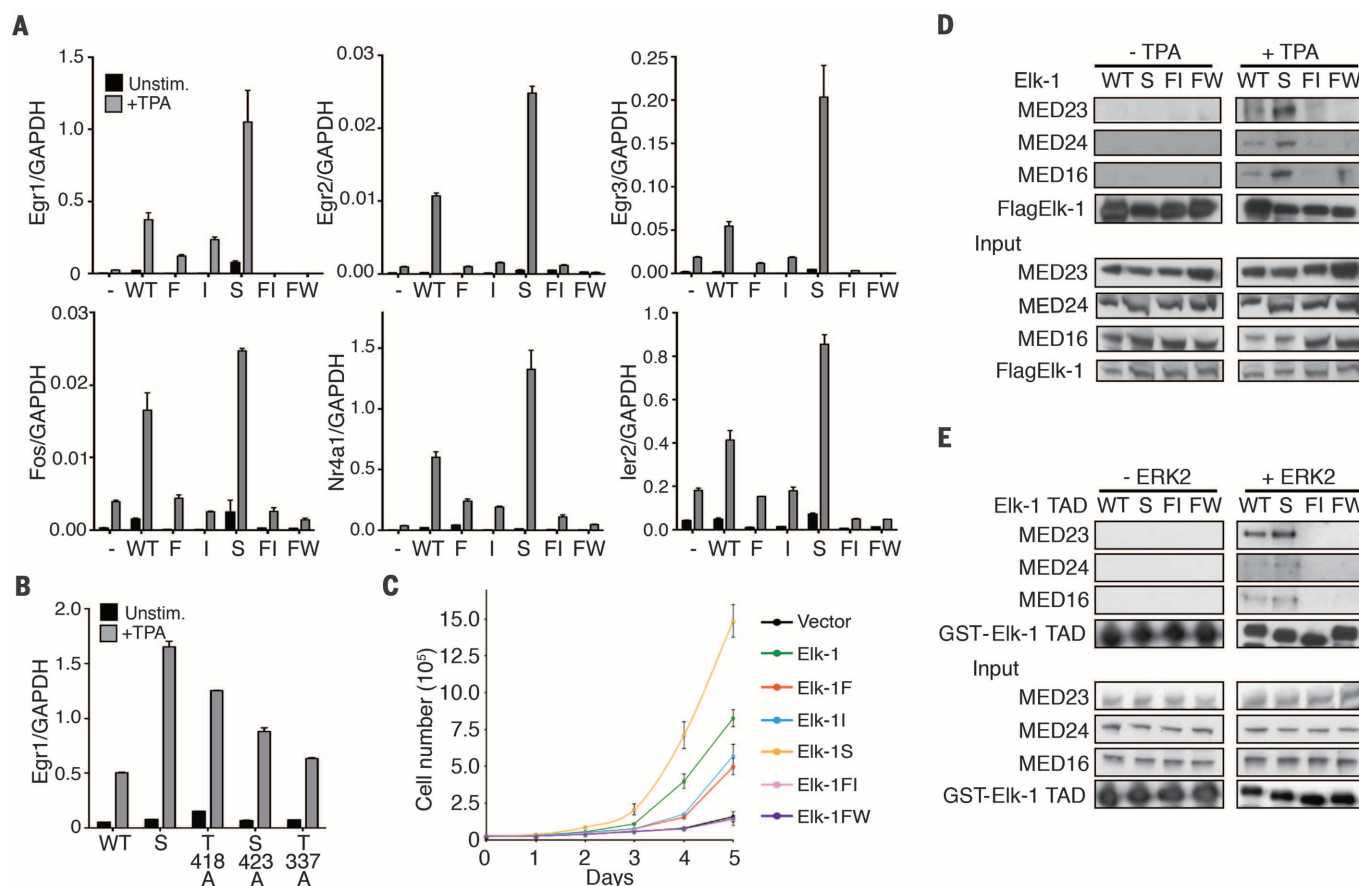 A
1.5
1.0
0.5
0
Egr1/GAPDH
Unstim.
+TPA
- WT F I S FI FW
0.03
0.02
0.01
0.00
Egr2/GAPDH
- WT F I S FI FW
0.25
0.20
0.15
0.10
0.05
0.00
Egr3/GAPDH
- WT F I S FI FW
0.03
0.02
0.01
0.00
Fos/GAPDH
- WT F I S FI FW
1.5
1.0
0.5
0.0
Nr4a1/GAPDH
- WT F I S FI FW
1.0
0.8
0.6
0.4
0.2
0.0
Ier2/GAPDH
- WT F I S FI FW
B
2.0
1.5
1.0
0.5
0
Egr1/GAPDH
Unstim.
+TPA
WT S T S T
418 423 337
A A A
C
15.0
12.5
10.0
7.5
5.0
2.5
0
Cell number (10⁵)
0 1 2 3 4 5
Days
Vector
Elk-1
Elk-1F
Elk-1I
Elk-1S
Elk-1FI
Elk-1FW
D
- TPA + TPA
Elk-1 WT S FI FW WT S FI FW
MED23
MED24
MED16
FlagElk-1
Input
MED23
MED24
MED16
FlagElk-1
E
- ERK2 + ERK2
Elk-1 TAD WT S FI FW WT S FI FW
MED23
MED24
MED16
GST-Elk-1 TAD
Input
MED23
MED24
MED16
GST-Elk-1 TAD